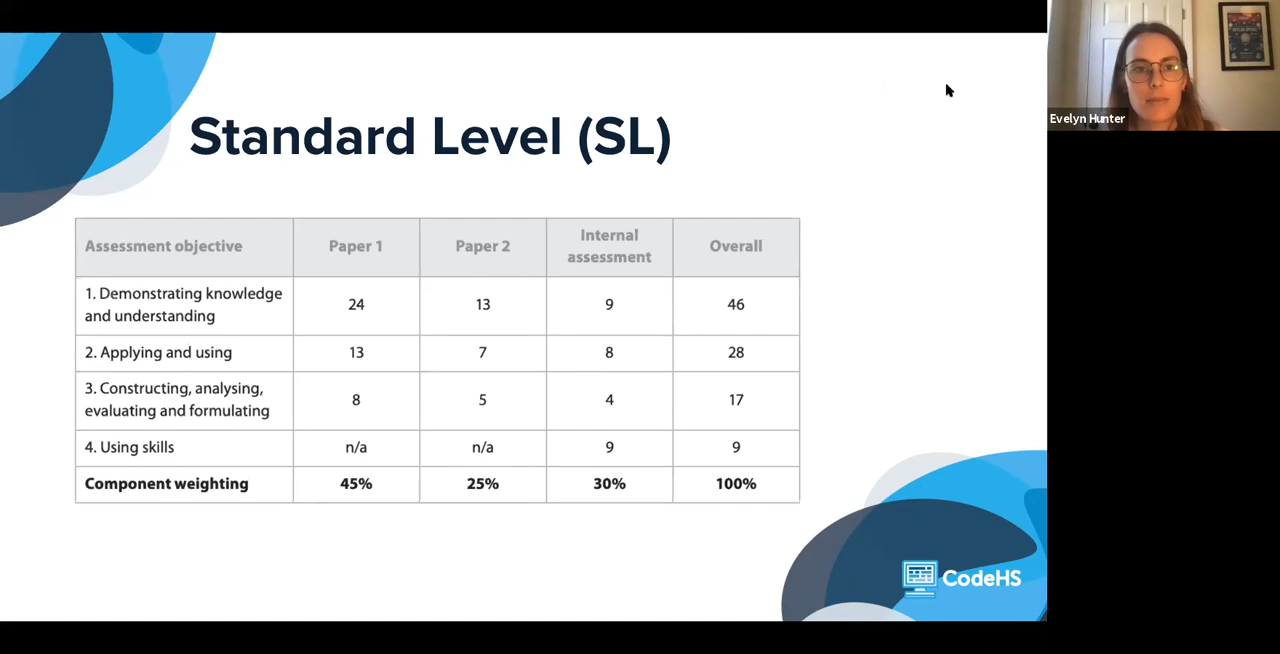 Standard Level (SL)
Assessment objective
Paper 1
Paper 2
Internal
assessment
Overall
1. Demonstrating knowledge
and understanding
24
13
9
46
2. Applying and using
13
7
8
28
3. Constructing, analysing,
evaluating and formulating
8
5
4
17
4. Using skills
n/a
n/a
9
9
Component weighting
45%
25%
30%
100%
CodeHS
Evelyn Hunter